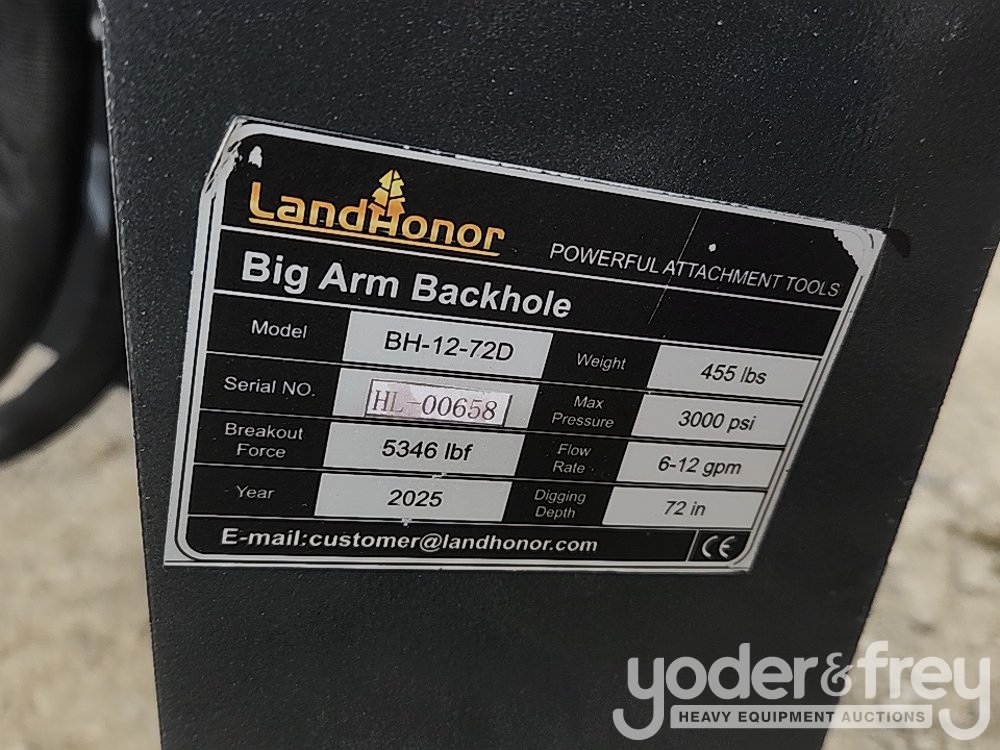 LandHonor
POWERFUL ATTACHMENT TOOLS
Big Arm Backhole
Model BH-12-72D Weight 455 lbs
Serial NO. HL-00658 Max Pressure 3000 psi
Breakout Force 5346 lbf Flow Rate 6-12 gpm
Year 2025 Digging Depth 72 in
E-mail:customer@landhonor.com CE
yoder&frey
HEAVY EQUIPMENT AUCTIONS